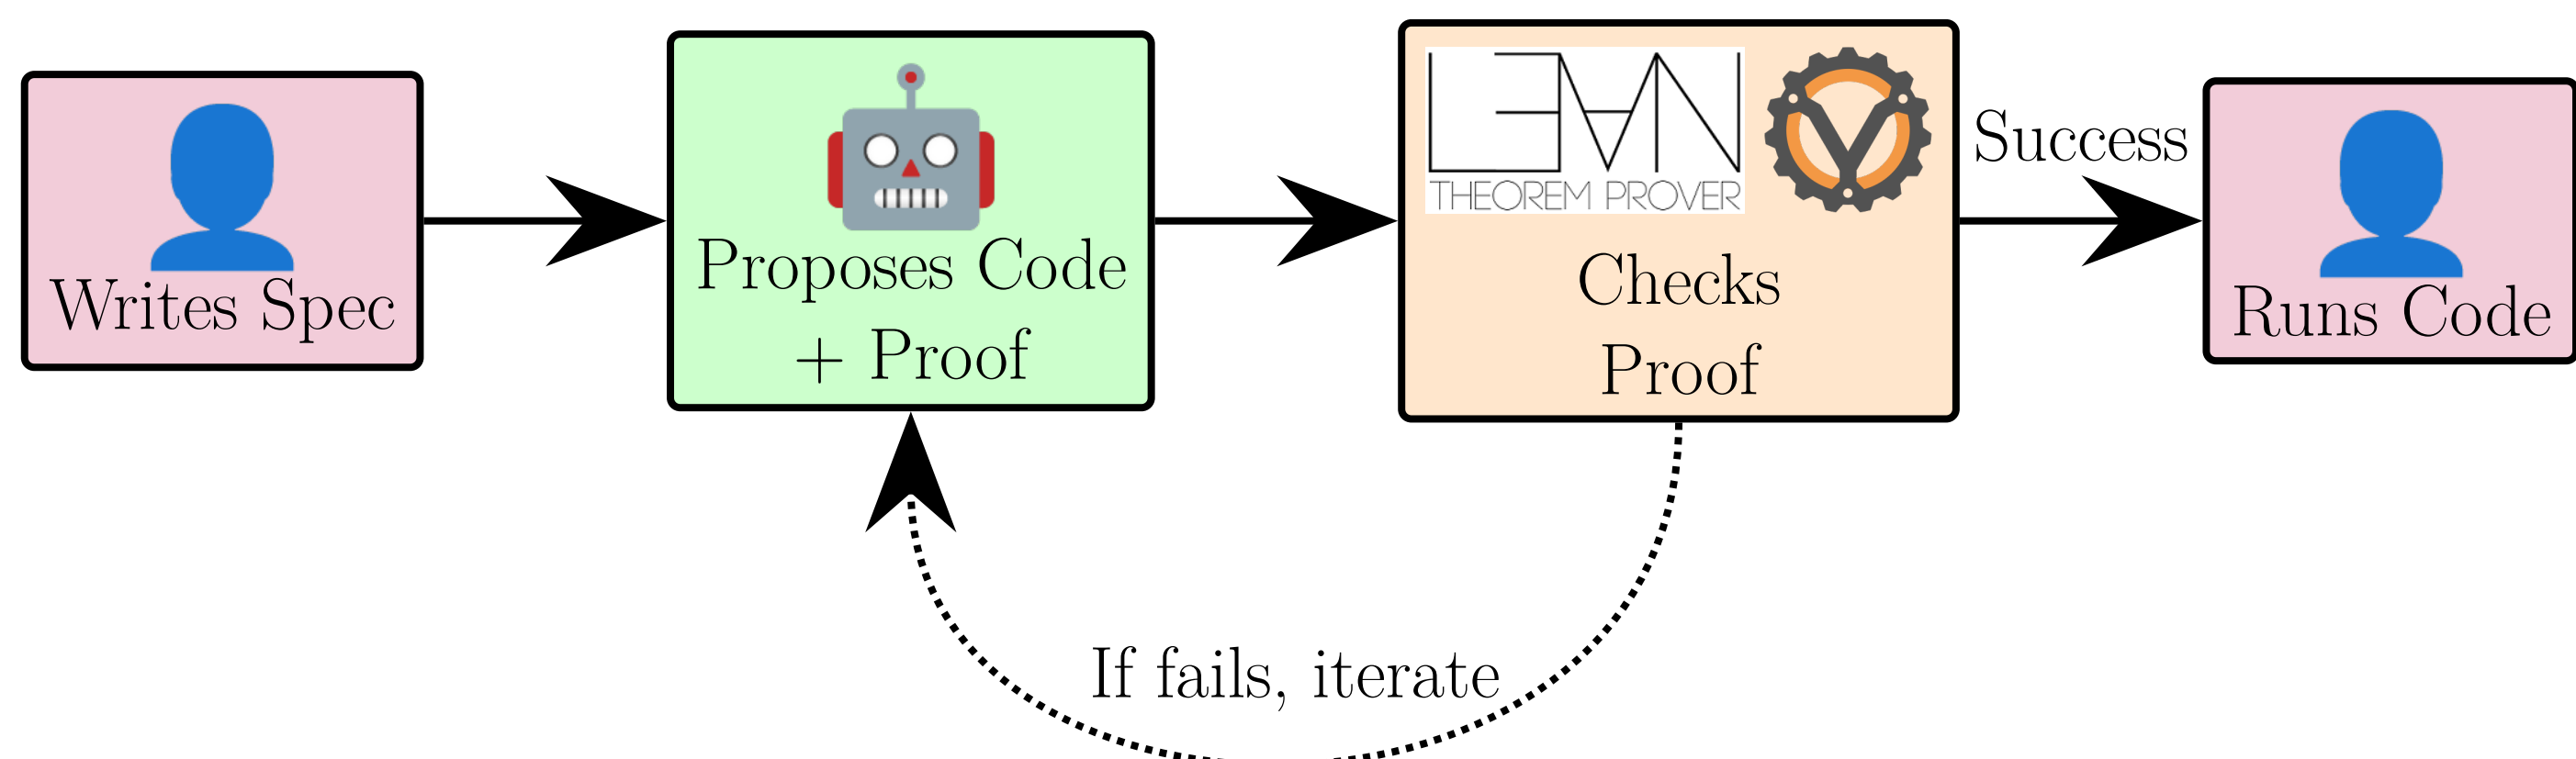 Writes Spec
Proposes Code
+ Proof
LEAN
THEOREM PROVER
Checks
Proof
Success
Runs Code
If fails, iterate